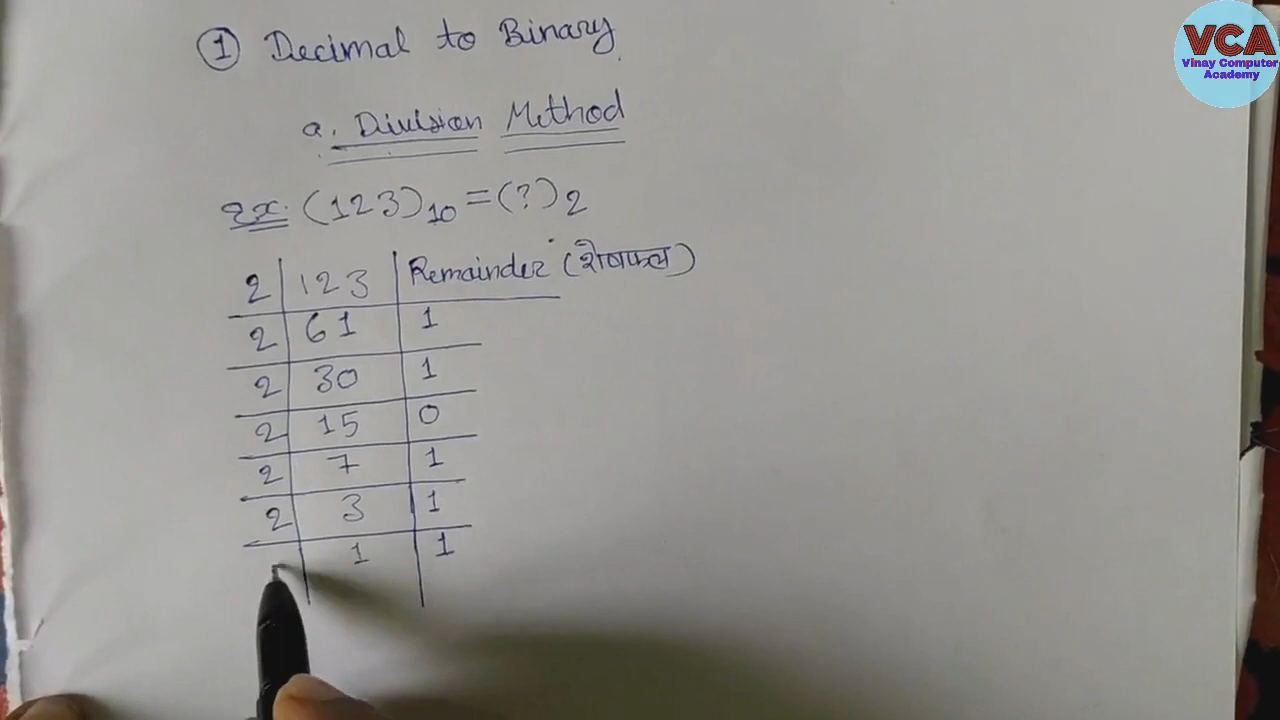 VCA
Vinay Computer
Academy
① Decimal to Binary
a. Division Method
Ex. (123)₁₀ = (?)₂
2 | 123 | Remainder (शेषफल)
2 | 61 | 1
2 | 30 | 1
2 | 15 | 0
2 | 7 | 1
2 | 3 | 1
1 | 1